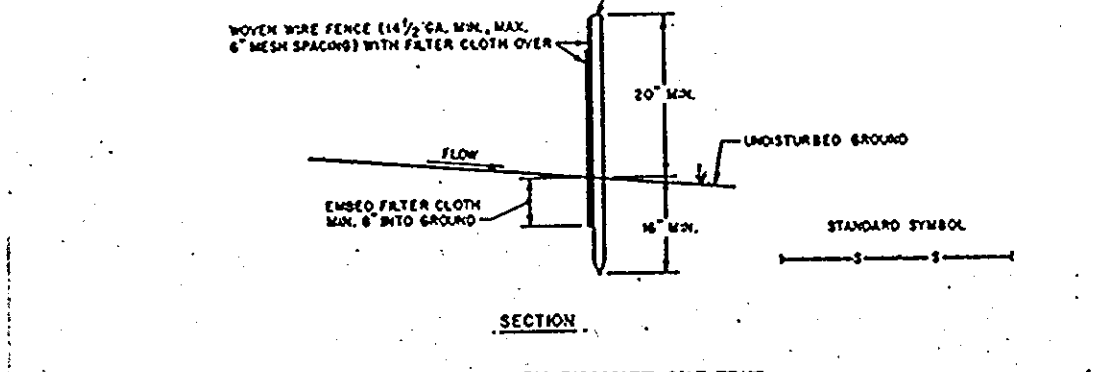 WOVEN WIRE FENCE (14 1/2 GA. MIN., MAX.
6" MESH SPACING) WITH FILTER CLOTH OVER
20" MIN.
UNDISTURBED GROUND
FLOW
EMBED FILTER CLOTH
MIN. 6" INTO GROUND
16" MIN.
STANDARD SYMBOL
S S
SECTION